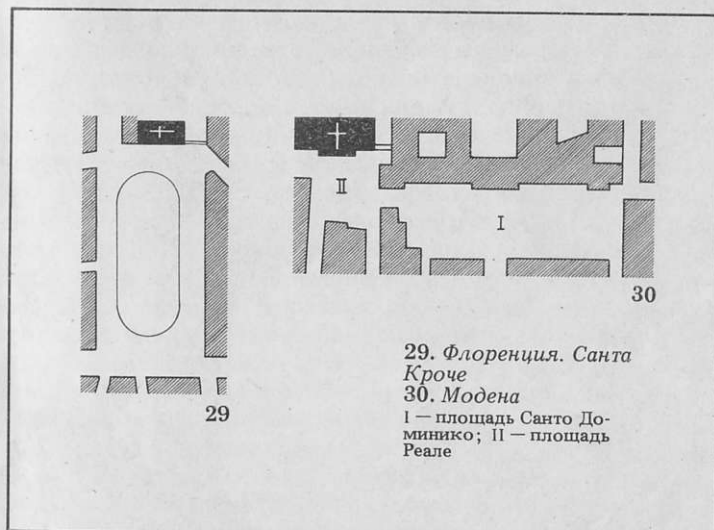 II
I
30
29
29. Флоренция. Санта
Кроче
30. Модена
I — площадь Санто До-
минико; II — площадь
Реале